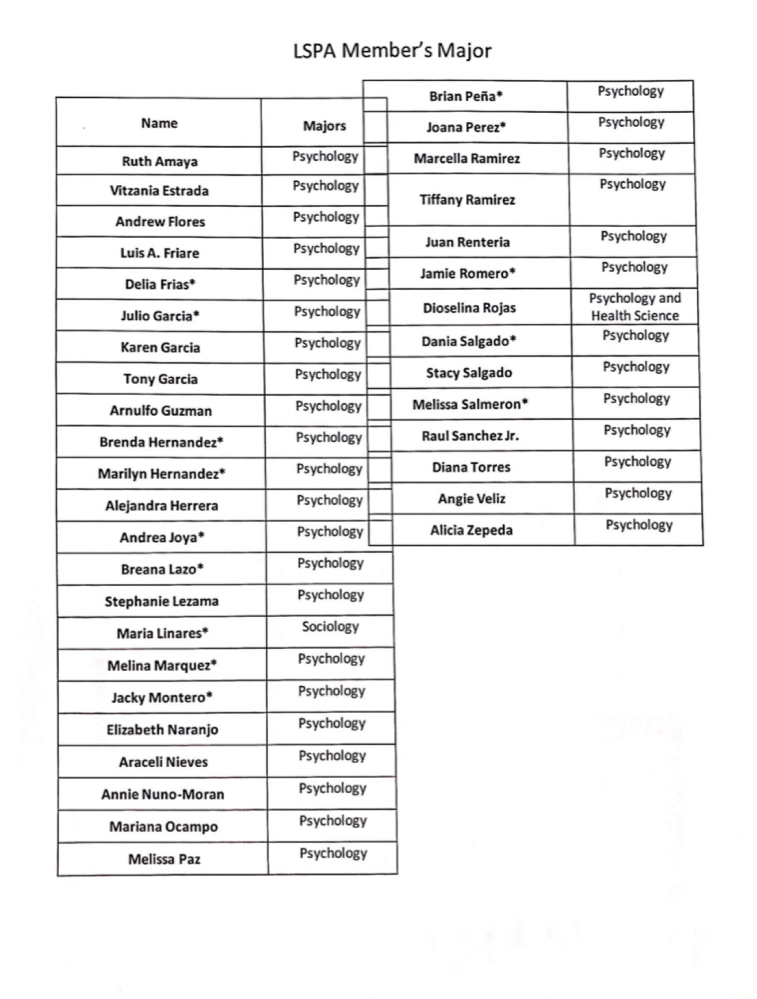 LSPA Member's Major
Name Majors
Ruth Amaya Psychology
Vitzania Estrada Psychology
Andrew Flores Psychology
Luis A. Friare Psychology
Delia Frias* Psychology
Julio Garcia* Psychology
Karen Garcia Psychology
Tony Garcia Psychology
Arnulfo Guzman Psychology
Brenda Hernandez* Psychology
Marilyn Hernandez* Psychology
Alejandra Herrera Psychology
Andrea Joya* Psychology
Breana Lazo* Psychology
Stephanie Lezama Psychology
Maria Linares* Sociology
Melina Marquez* Psychology
Jacky Montero* Psychology
Elizabeth Naranjo Psychology
Araceli Nieves Psychology
Annie Nuno-Moran Psychology
Mariana Ocampo Psychology
Melissa Paz Psychology
Brian Peña* Psychology
Joana Perez* Psychology
Marcella Ramirez Psychology
Tiffany Ramirez Psychology
Juan Renteria Psychology
Jamie Romero* Psychology
Dioselina Rojas Psychology and
Health Science
Dania Salgado* Psychology
Stacy Salgado Psychology
Melissa Salmeron* Psychology
Raul Sanchez Jr. Psychology
Diana Torres Psychology
Angie Veliz Psychology
Alicia Zepeda Psychology